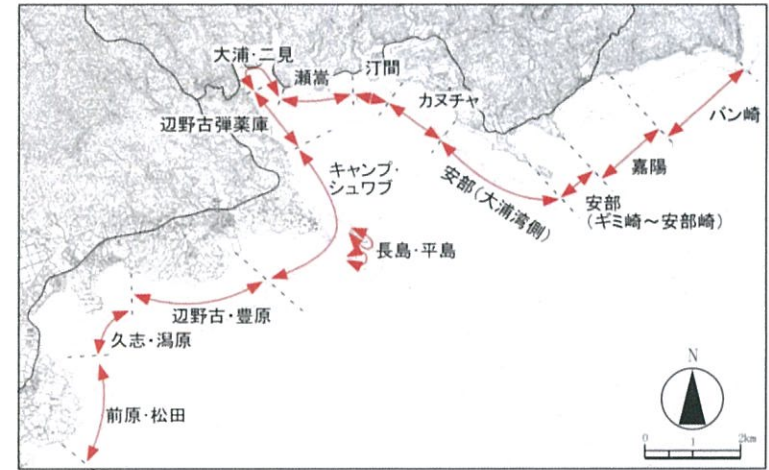 大浦・二見
瀬嵩
汀間
カヌチャ
バン崎
辺野古弾薬庫
嘉陽
キャンプ・
シュワブ
安部(大浦湾側)
安部
(ギミ崎〜安部崎)
長島・平島
辺野古・豊原
久志・潟原
前原・松田
N
0 1 2km